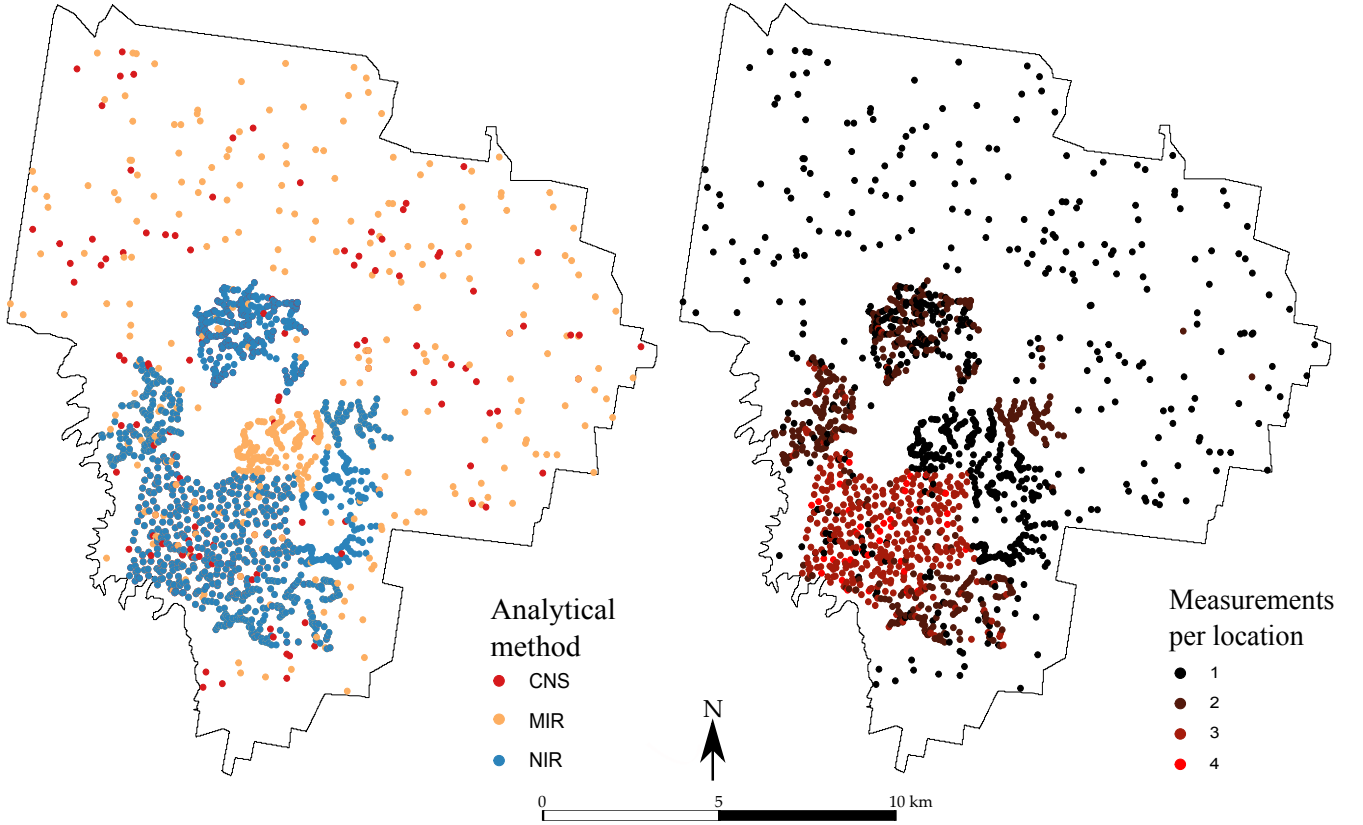 Analytical
method
CNS
MIR
NIR
Measurements
per location
1
2
3
4
N
0 5 10 km